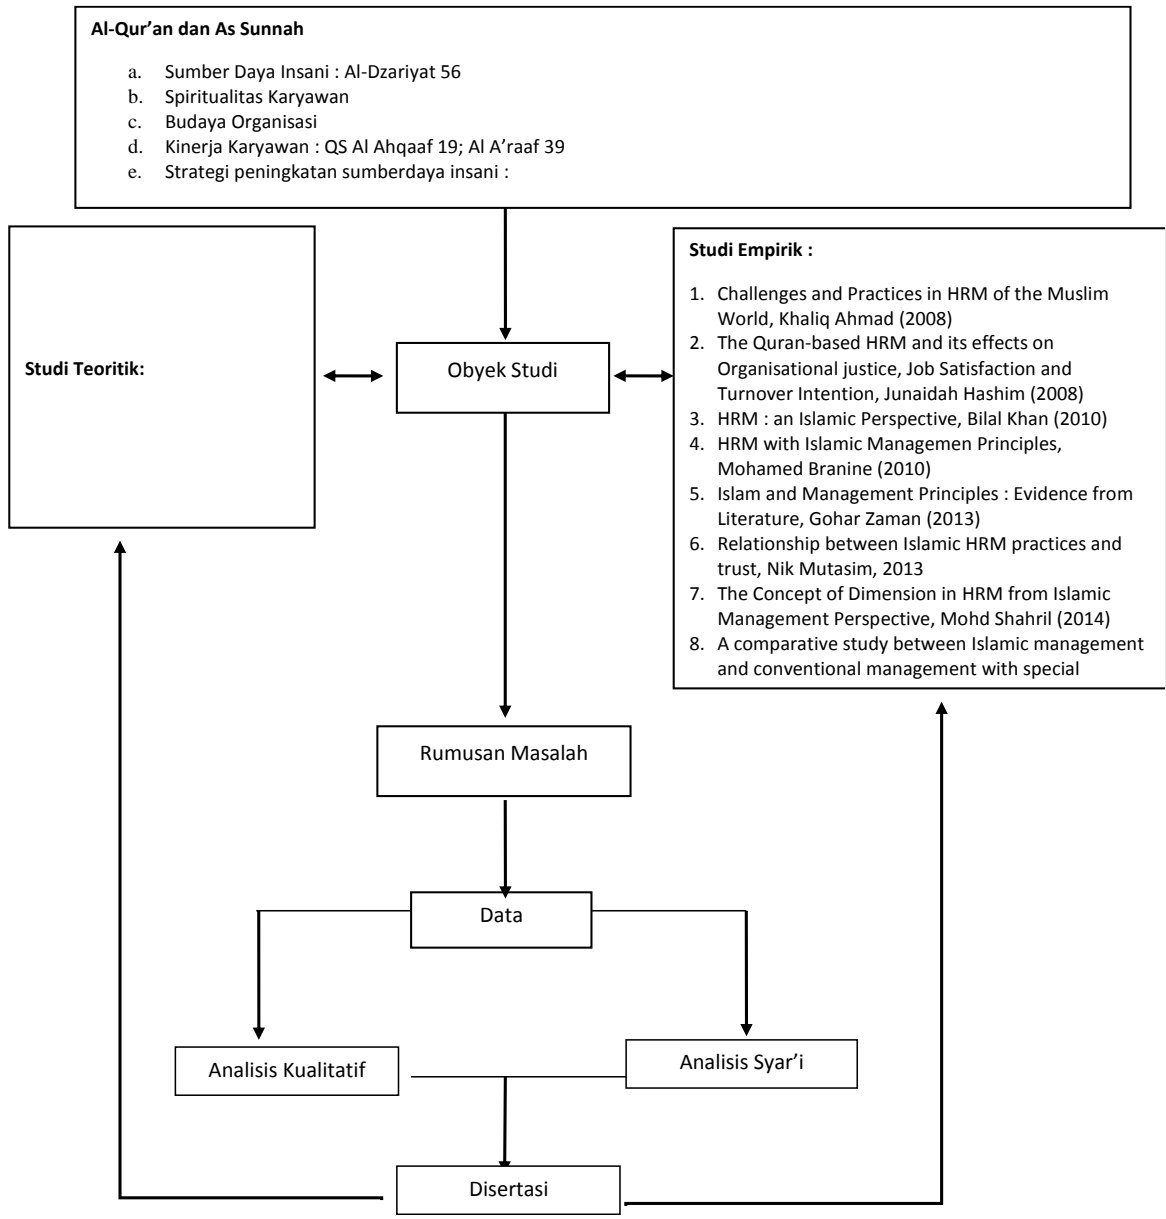 Al-Qur’an dan As Sunnah
a. Sumber Daya Insani : Al-Dzariyat 56
b. Spiritualitas Karyawan
c. Budaya Organisasi
d. Kinerja Karyawan : QS Al Ahqaaf 19; Al A’raaf 39
e. Strategi peningkatan sumberdaya insani :
Studi Teoritik:
Obyek Studi
Studi Empirik :
1. Challenges and Practices in HRM of the Muslim
World, Khaliq Ahmad (2008)
2. The Quran-based HRM and its effects on
Organisational justice, Job Satisfaction and
Turnover Intention, Junaidah Hashim (2008)
3. HRM : an Islamic Perspective, Bilal Khan (2010)
4. HRM with Islamic Managemen Principles,
Mohamed Branine (2010)
5. Islam and Management Principles : Evidence from
Literature, Gohar Zaman (2013)
6. Relationship between Islamic HRM practices and
trust, Nik Mutasim, 2013
7. The Concept of Dimension in HRM from Islamic
Management Perspective, Mohd Shahril (2014)
8. A comparative study between Islamic management
and conventional management with special
Rumusan Masalah
Data
Analisis Kualitatif
Analisis Syar’i
Disertasi